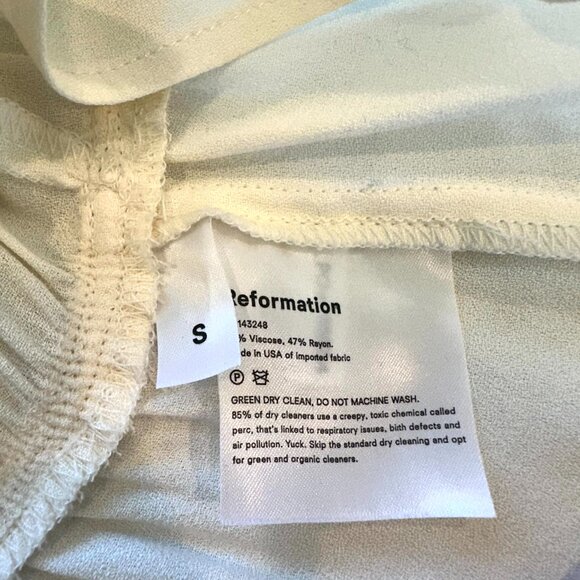 S
Reformation
143248
% Viscose, 47% Rayon.
Made in USA of imported fabric
P
GREEN DRY CLEAN, DO NOT MACHINE WASH.
85% of dry cleaners use a creepy, toxic chemical called
perc, that's linked to respiratory issues, birth defects and
air pollution. Yuck. Skip the standard dry cleaning and opt
for green and organic cleaners.